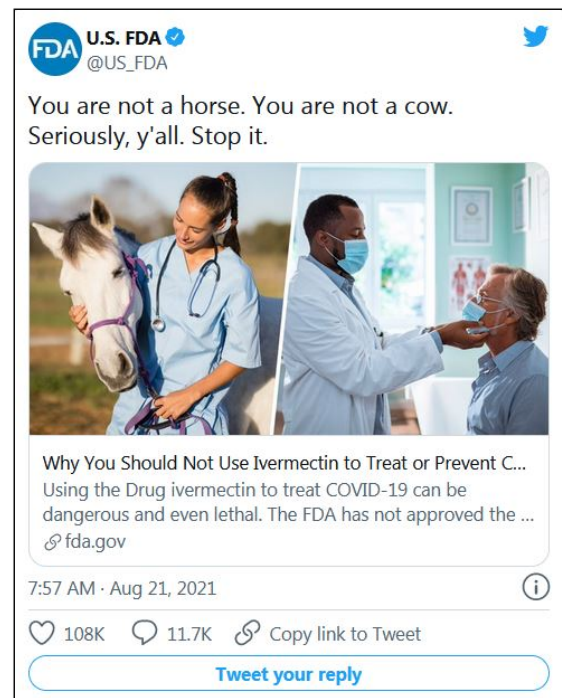 FDA
U.S. FDA
@US_FDA
You are not a horse. You are not a cow.
Seriously, y'all. Stop it.
Why You Should Not Use Ivermectin to Treat or Prevent C...
Using the Drug ivermectin to treat COVID-19 can be
dangerous and even lethal. The FDA has not approved the ...
fda.gov
7:57 AM · Aug 21, 2021
108K 11.7K Copy link to Tweet
Tweet your reply